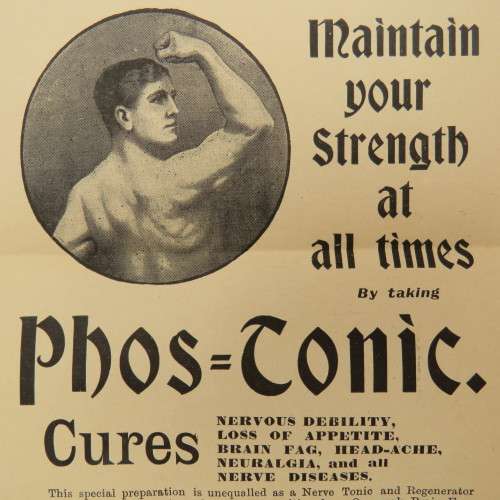 Maintain
your
Strength
at
all times
By taking
Phos=Tonic.
Cures
NERVOUS DEBILITY,
LOSS OF APPETITE,
BRAIN FAG, HEAD-ACHE,
NEURALGIA, and all
NERVE DISEASES.
This special preparation is unequalled as a Nerve Tonic and Regenerator